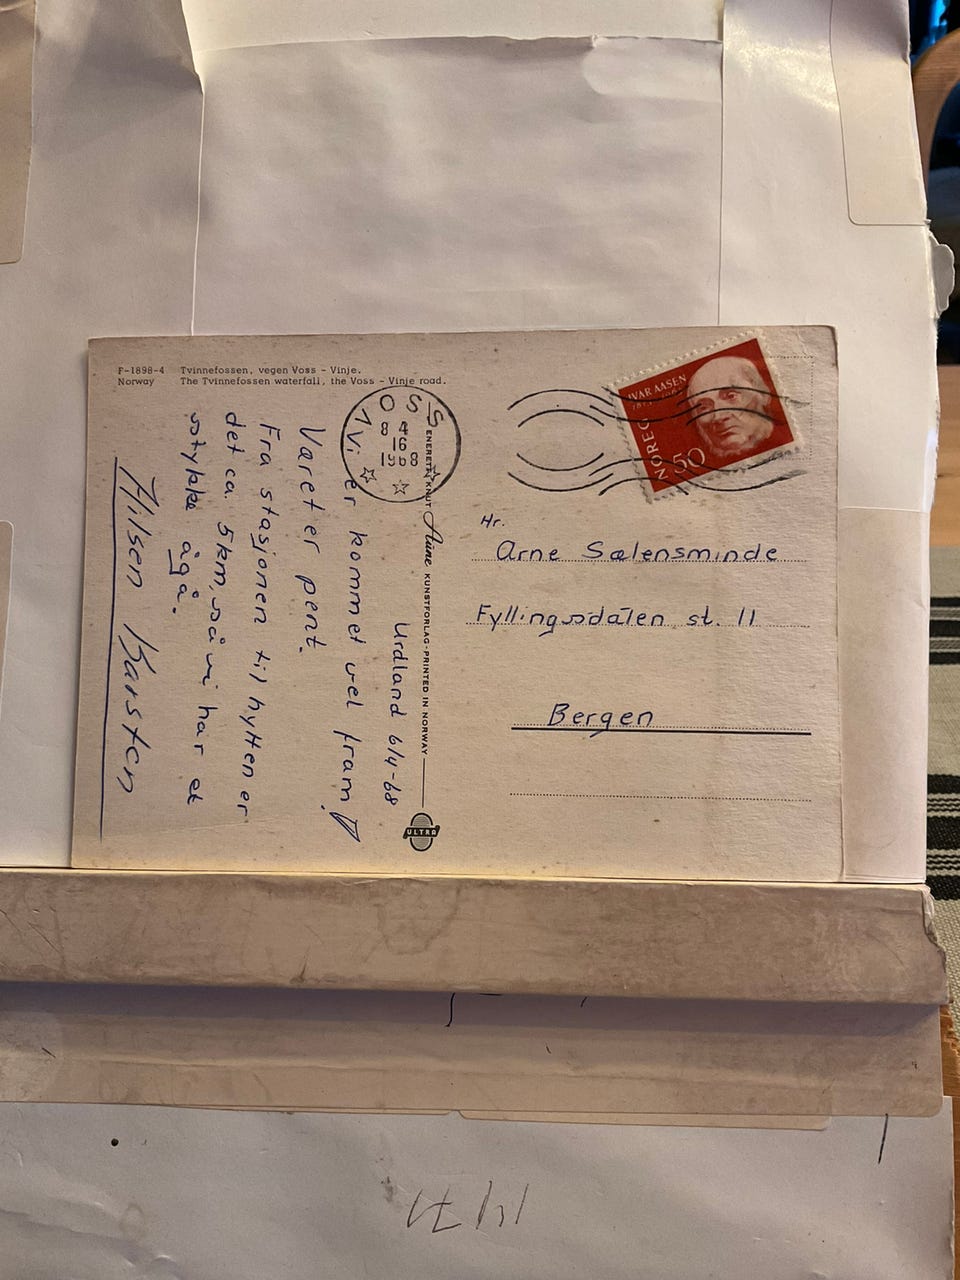 F-1898-4 Tvinnefossen, vegen Voss - Vinje.
Norway The Tvinnefossen waterfall, the Voss - Vinje road.
VOSS
8 4
16
1968
ENERETT: KNUT Aune KUNSTFORLAG-PRINTED IN NORWAY
ULTRA
IVAR AASEN
NOREG
50
Urdland 6/4-68
Vi er kommet vel fram!
Været er pent.
Fra stasjonen til hytten er
det ca. 5km, så vi har et
stykke ågå.
Hilsen Karsten
Hr.
Arne Sælensminde
Fyllingsdalen st. 11
Bergen